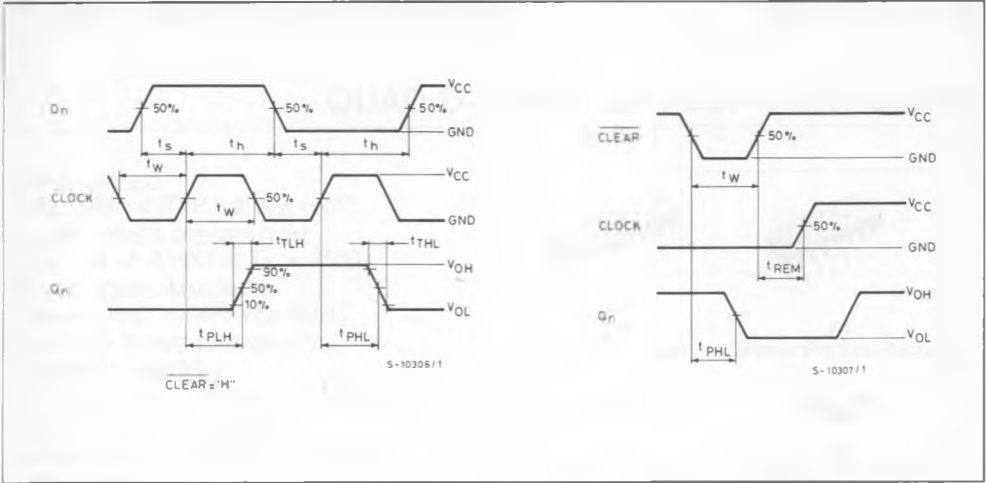 Dn
50%
50%
50%
VCC
GND
ts
th
ts
th
tW
CLOCK
tW
50%
VCC
GND
tTLH
tTHL
Qn
90%
50%
10%
VOH
VOL
tPLH
tPHL
S-10306/1
CLEAR = "H"
CLEAR
50%
VCC
GND
tW
CLOCK
50%
VCC
GND
tREM
Qn
VOH
VOL
tPHL
S-10307/1